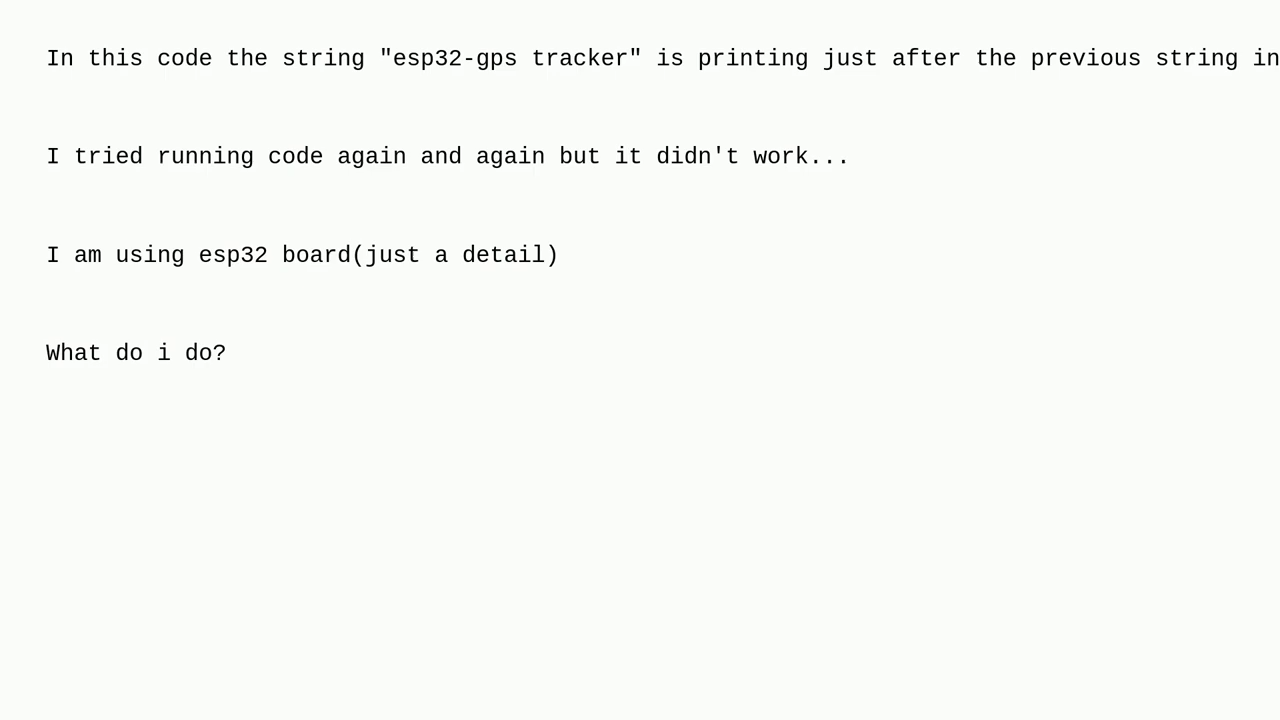 In this code the string "esp32-gps tracker" is printing just after the previous string in
I tried running code again and again but it didn't work...
I am using esp32 board(just a detail)
What do i do?